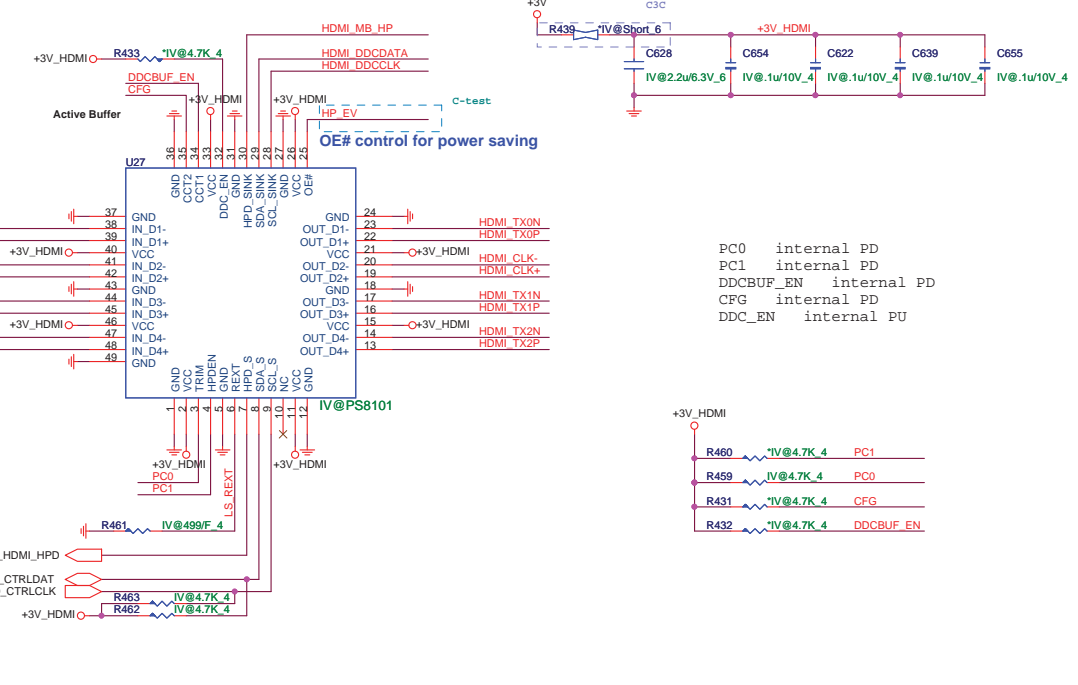 +3V
C3C
R439 *IV@Short_6
+3V_HDMI
C628
IV@2.2u/6.3V_6
C654
IV@.1u/10V_4
C622
IV@.1u/10V_4
C639
IV@.1u/10V_4
C655
IV@.1u/10V_4
HDMI_MB_HP
+3V_HDMI R433 *IV@4.7K_4
HDMI_DDCDATA
HDMI_DDCCLK
DDCBUF_EN
CFG
+3V_HDMI
+3V_HDMI
C-test
Active Buffer
HP_EV
OE# control for power saving
U27
36 35 34 33 32 31 30 29 28 27 26 25
GND CCT2 CCT1 VCC DDC_EN GND HPD_SINK SDA_SINK SCL_SINK GND VCC OE#
37 GND
38 IN_D1-
39 IN_D1+
+3V_HDMI 40 VCC
41 IN_D2-
42 IN_D2+
43 GND
44 IN_D3-
45 IN_D3+
+3V_HDMI 46 VCC
47 IN_D4-
48 IN_D4+
49 GND
GND 24
OUT_D1- 23 HDMI_TX0N
OUT_D1+ 22 HDMI_TX0P
VCC 21 +3V_HDMI
OUT_D2- 20 HDMI_CLK-
OUT_D2+ 19 HDMI_CLK+
GND 18
OUT_D3- 17 HDMI_TX1N
OUT_D3+ 16 HDMI_TX1P
VCC 15 +3V_HDMI
OUT_D4- 14 HDMI_TX2N
OUT_D4+ 13 HDMI_TX2P
GND VCC TRIM HPDEN GND REXT HPD_S SDA_S SCL_S NC VCC GND
1 2 3 4 5 6 7 8 9 10 11 12
IV@PS8101
+3V_HDMI
+3V_HDMI
PC0
PC1
LS_REXT
R461 IV@499/F_4
_HDMI_HPD
_CTRLDAT
_CTRLCLK
R463 IV@4.7K_4
+3V_HDMI R462 IV@4.7K_4
PC0 internal PD
PC1 internal PD
DDCBUF_EN internal PD
CFG internal PD
DDC_EN internal PU
+3V_HDMI
R460 *IV@4.7K_4 PC1
R459 IV@4.7K_4 PC0
R431 *IV@4.7K_4 CFG
R432 *IV@4.7K_4 DDCBUF_EN